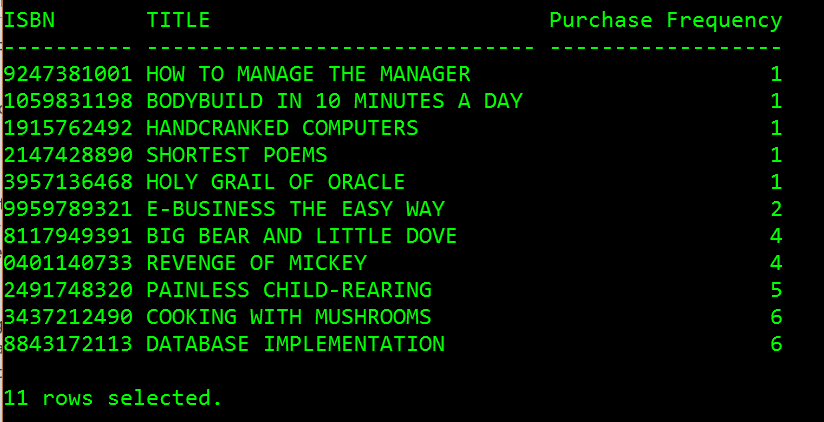 ISBN TITLE Purchase Frequency
---------- ------------------------------ ------------------
9247381001 HOW TO MANAGE THE MANAGER 1
1059831198 BODYBUILD IN 10 MINUTES A DAY 1
1915762492 HANDCRANKED COMPUTERS 1
2147428890 SHORTEST POEMS 1
3957136468 HOLY GRAIL OF ORACLE 1
9959789321 E-BUSINESS THE EASY WAY 2
8117949391 BIG BEAR AND LITTLE DOVE 4
0401140733 REVENGE OF MICKEY 4
2491748320 PAINLESS CHILD-REARING 5
3437212490 COOKING WITH MUSHROOMS 6
8843172113 DATABASE IMPLEMENTATION 6
11 rows selected.